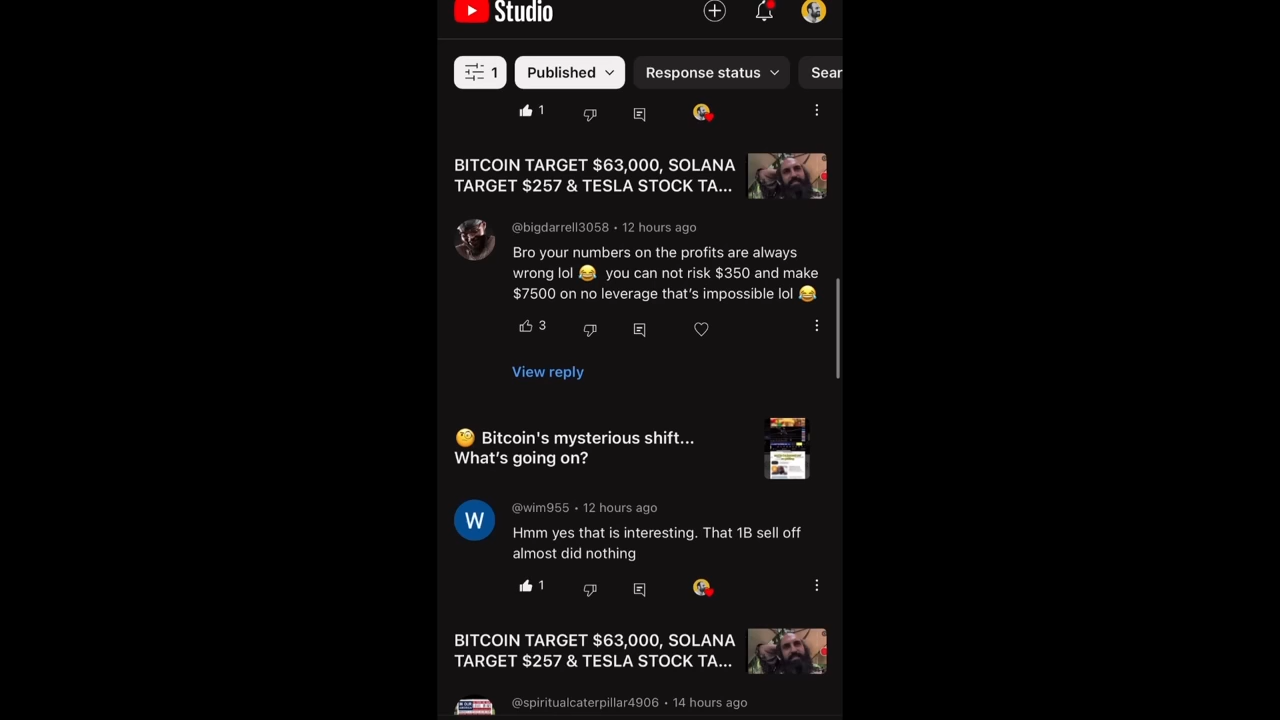 Studio
1 Published Response status Sear
1
BITCOIN TARGET $63,000, SOLANA
TARGET $257 & TESLA STOCK TA...
@bigdarrell3058 • 12 hours ago
Bro your numbers on the profits are always
wrong lol 😂 you can not risk $350 and make
$7500 on no leverage that’s impossible lol 😂
3
View reply
🧐 Bitcoin's mysterious shift...
What’s going on?
W
@wim955 • 12 hours ago
Hmm yes that is interesting. That 1B sell off
almost did nothing
1
BITCOIN TARGET $63,000, SOLANA
TARGET $257 & TESLA STOCK TA...
@spiritualcaterpillar4906 • 14 hours ago